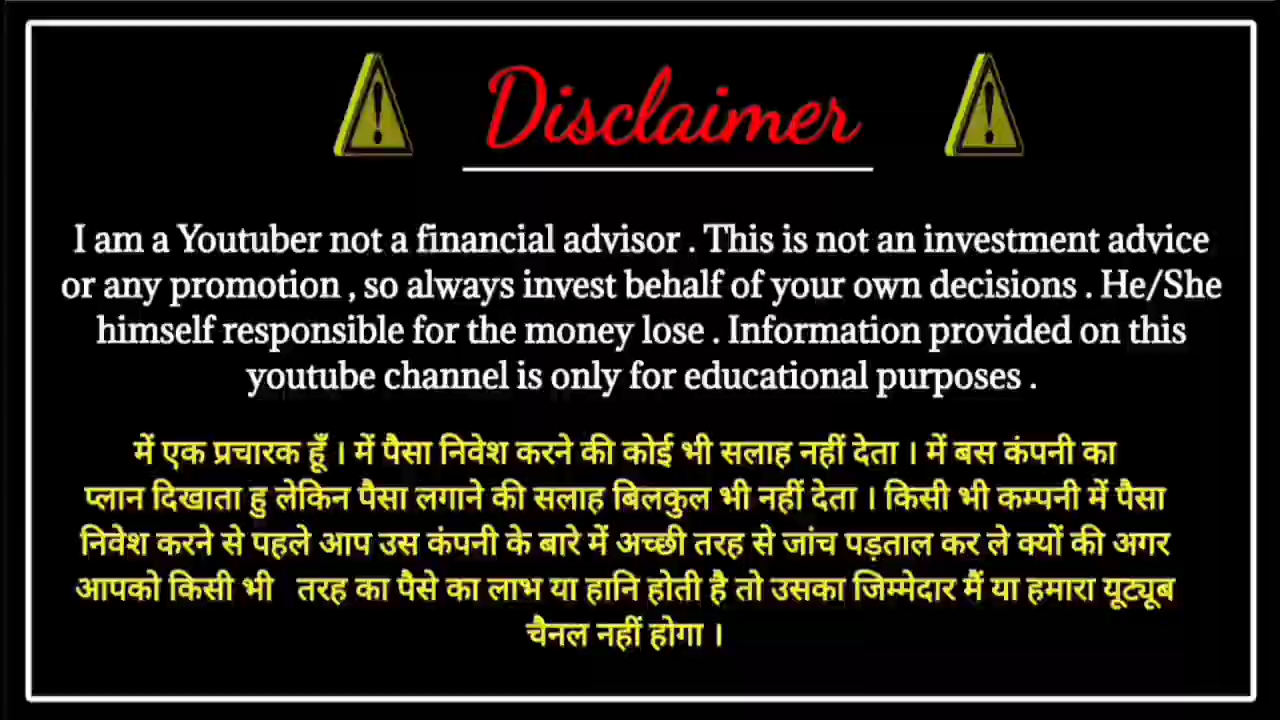 Disclaimer
I am a Youtuber not a financial advisor . This is not an investment advice
or any promotion , so always invest behalf of your own decisions . He/She
himself responsible for the money lose . Information provided on this
youtube channel is only for educational purposes .
में एक प्रचारक हूँ । में पैसा निवेश करने की कोई भी सलाह नहीं देता । में बस कंपनी का
प्लान दिखाता हु लेकिन पैसा लगाने की सलाह बिलकुल भी नहीं देता । किसी भी कम्पनी में पैसा
निवेश करने से पहले आप उस कंपनी के बारे में अच्छी तरह से जांच पड़ताल कर ले क्यों की अगर
आपको किसी भी तरह का पैसे का लाभ या हानि होती है तो उसका जिम्मेदार मैं या हमारा यूट्यूब
चैनल नहीं होगा ।